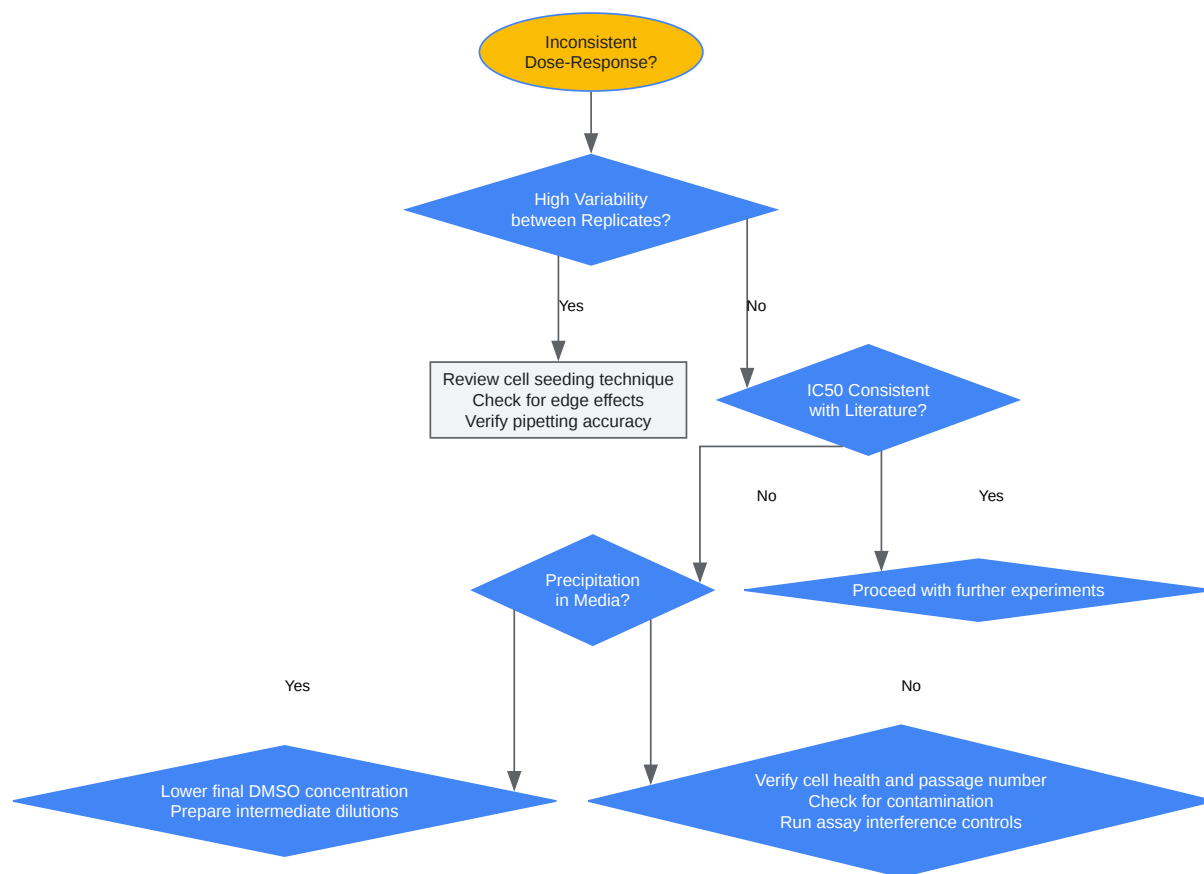 Inconsistent
Dose-Response?
High Variability
between Replicates?
Yes
No
Review cell seeding technique
Check for edge effects
Verify pipetting accuracy
IC50 Consistent
with Literature?
No
Yes
Precipitation
in Media?
Proceed with further experiments
Yes
No
Lower final DMSO concentration
Prepare intermediate dilutions
Verify cell health and passage number
Check for contamination
Run assay interference controls